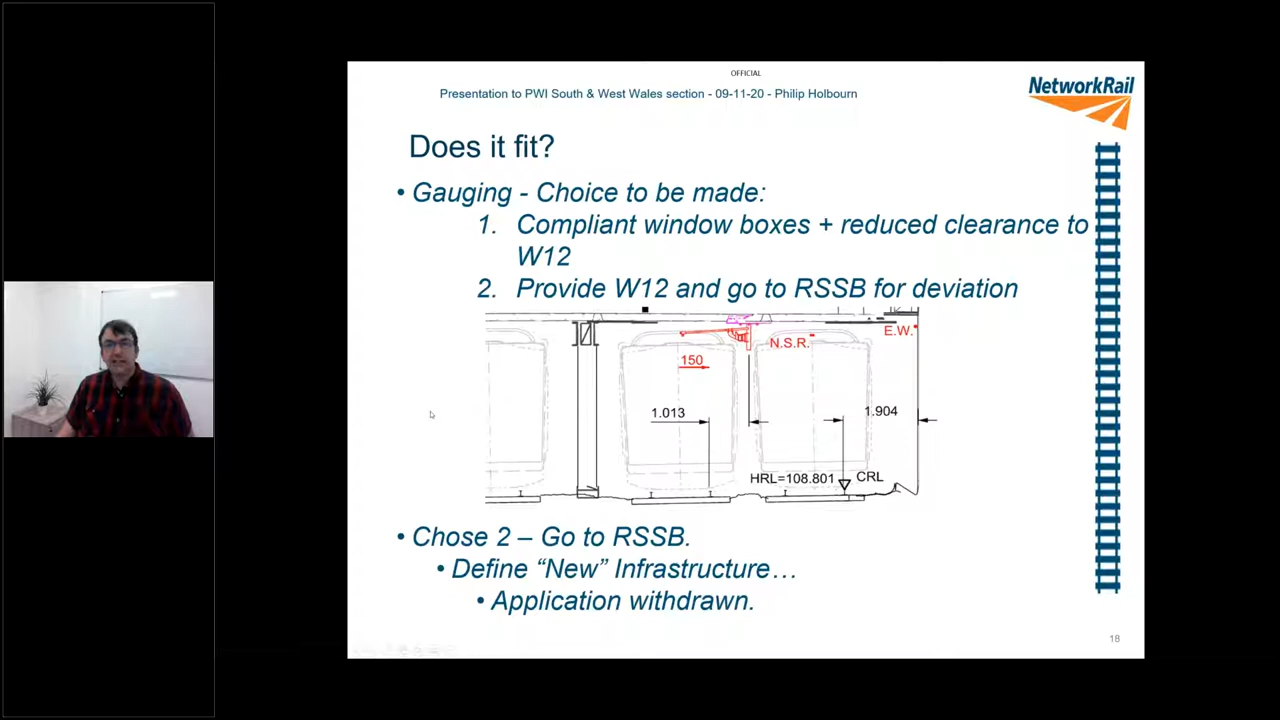 OFFICIAL
Presentation to PWI South & West Wales section - 09-11-20 - Philip Holbourn
NetworkRail
Does it fit?
• Gauging - Choice to be made:
1. Compliant window boxes + reduced clearance to
W12
2. Provide W12 and go to RSSB for deviation
E.W.
N.S.R.
150
1.013
1.904
HRL=108.801
CRL
• Chose 2 – Go to RSSB.
• Define “New” Infrastructure…
• Application withdrawn.
18